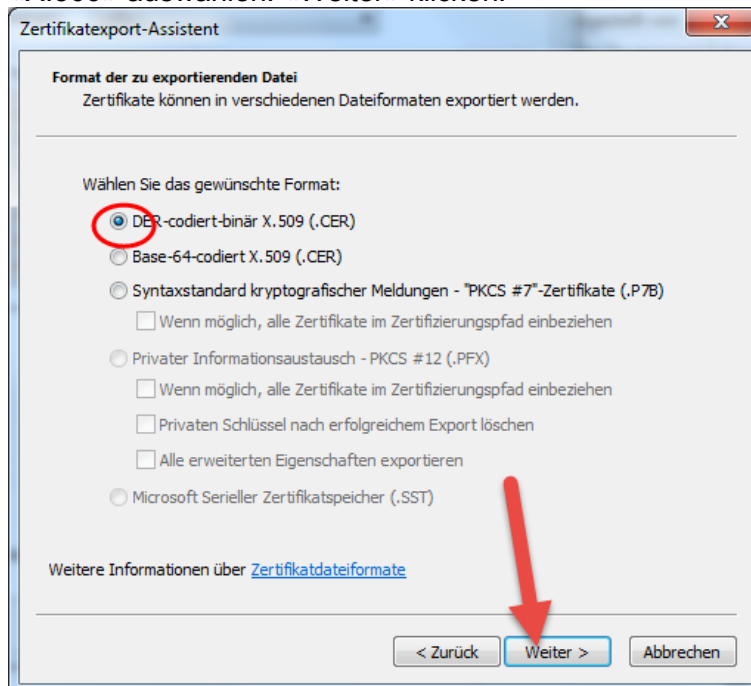 auswählen.
klicken.
Zertifikatexport-Assistent
X
Format der zu exportierenden Datei
Zertifikate können in verschiedenen Dateiformaten exportiert werden.
Wählen Sie das gewünschte Format:
DER-codiert-binär X.509 (.CER)
Base-64-codiert X.509 (.CER)
Syntaxstandard kryptografischer Meldungen - "PKCS #7"-Zertifikate (.P7B)
Wenn möglich, alle Zertifikate im Zertifizierungspfad einbeziehen
Privater Informationsaustausch - PKCS #12 (.PFX)
Wenn möglich, alle Zertifikate im Zertifizierungspfad einbeziehen
Privaten Schlüssel nach erfolgreichem Export löschen
Alle erweiterten Eigenschaften exportieren
Microsoft Serieller Zertifikatspeicher (.SST)
Weitere Informationen über Zertifikatdateiformate
< Zurück Weiter > Abbrechen